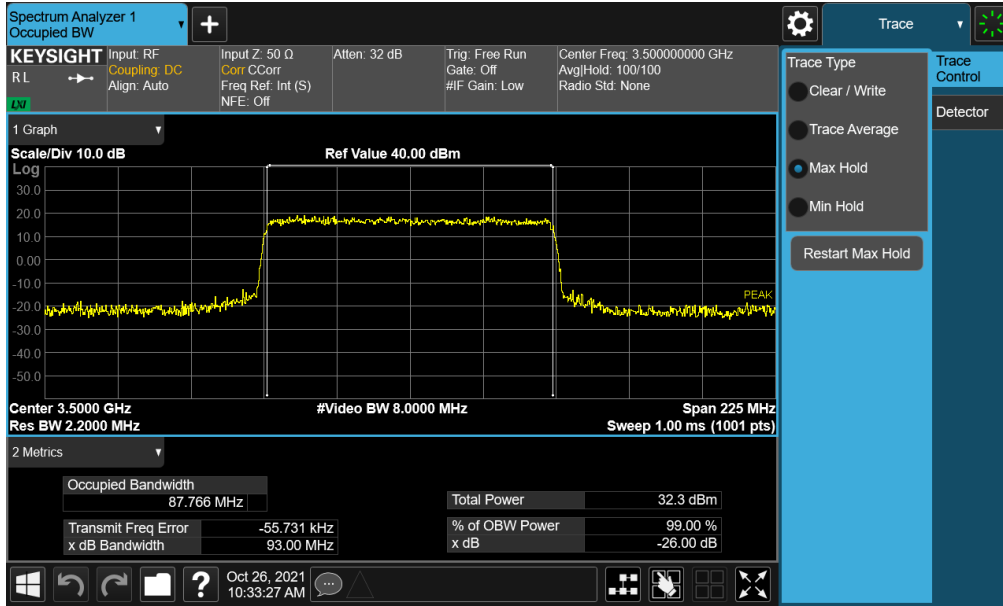 Spectrum Analyzer 1
Occupied BW
+
Trace
KEYSIGHT
R L
LXI
Input: RF
Coupling: DC
Align: Auto
Input Z: 50 Ω
Corr CCorr
Freq Ref: Int (S)
NFE: Off
Atten: 32 dB
Trig: Free Run
Gate: Off
#IF Gain: Low
Center Freq: 3.500000000 GHz
Avg|Hold: 100/100
Radio Std: None
Trace Type
Clear / Write
Trace Average
Max Hold
Min Hold
Restart Max Hold
Trace
Control
Detector
1 Graph
Scale/Div 10.0 dB
Ref Value 40.00 dBm
Log
30.0
20.0
10.0
0.00
-10.0
-20.0
-30.0
-40.0
-50.0
PEAK
Center 3.5000 GHz
#Video BW 8.0000 MHz
Span 225 MHz
Res BW 2.2000 MHz
Sweep 1.00 ms (1001 pts)
2 Metrics
Occupied Bandwidth
87.766 MHz
Transmit Freq Error -55.731 kHz
x dB Bandwidth 93.00 MHz
Total Power 32.3 dBm
% of OBW Power 99.00 %
x dB -26.00 dB
?
Oct 26, 2021
10:33:27 AM